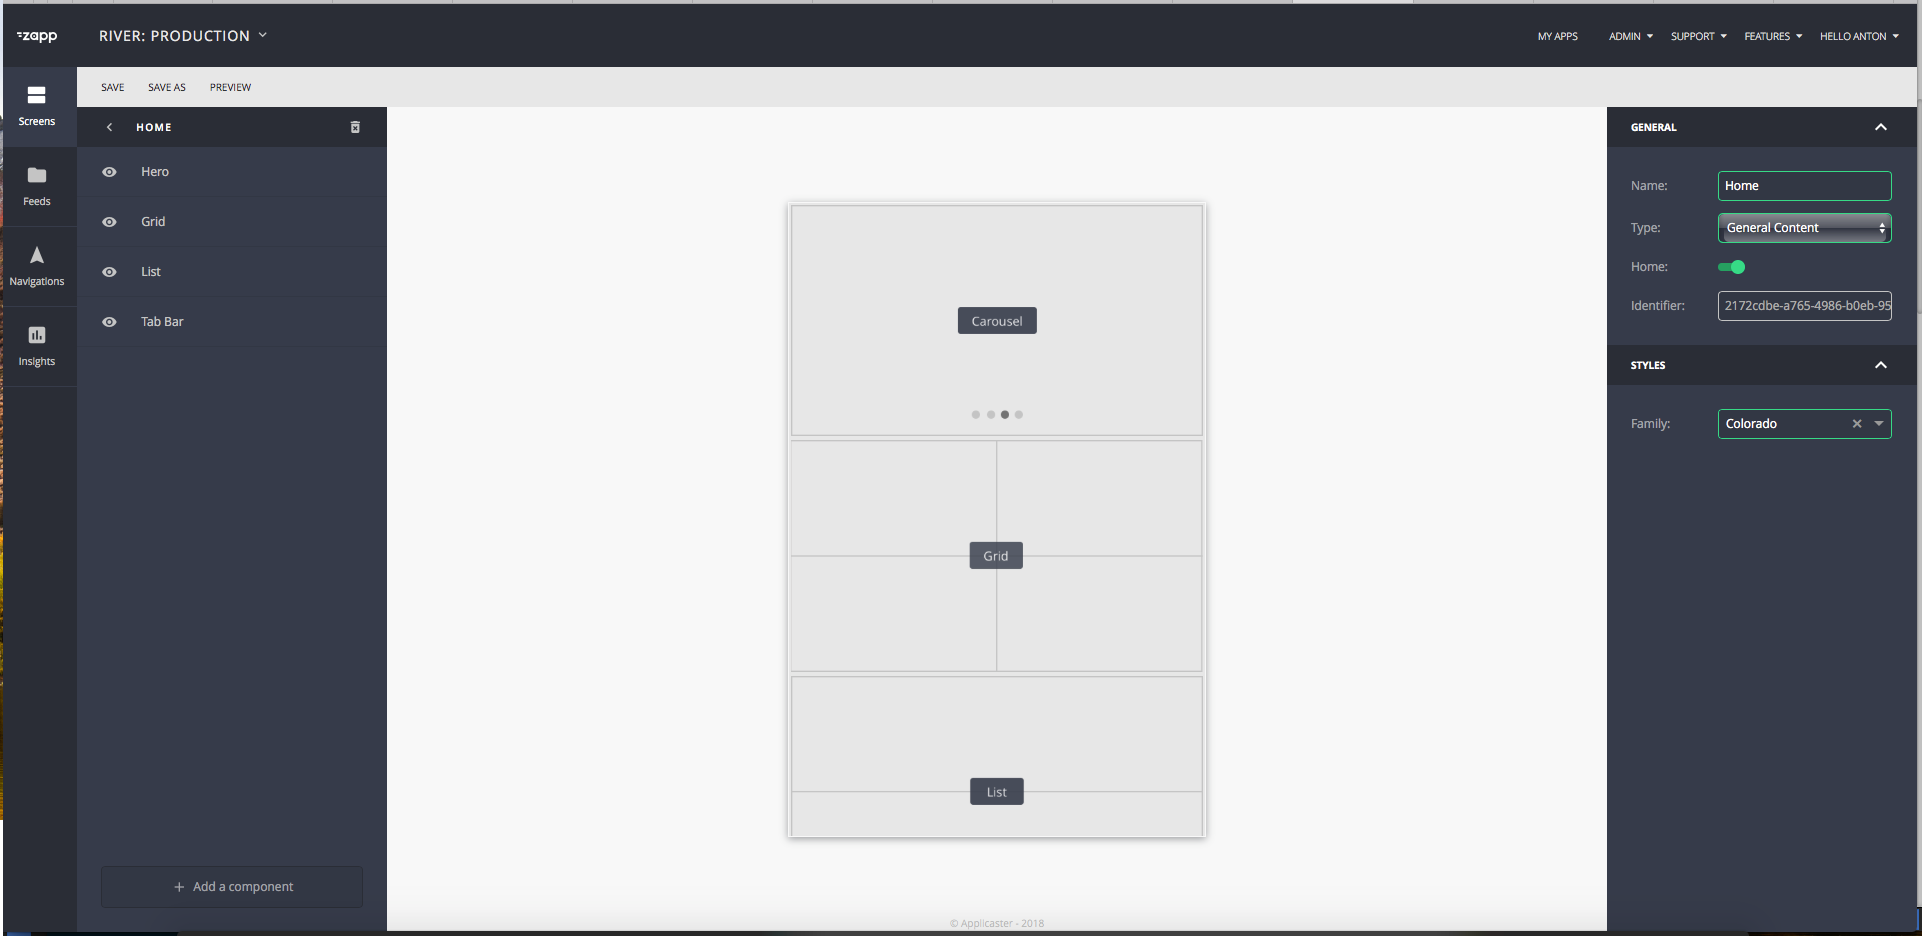 zapp
RIVER: PRODUCTION
MY APPS
ADMIN
SUPPORT
FEATURES
HELLO ANTON
SAVE
SAVE AS
PREVIEW
Screens
Feeds
Navigations
Insights
HOME
Hero
Grid
List
Tab Bar
+ Add a component
Carousel
Grid
List
© Applicaster - 2018
GENERAL
Name: Home
Type: General Content
Home:
Identifier: 2172cdbe-a765-4986-b0eb-95
STYLES
Family: Colorado